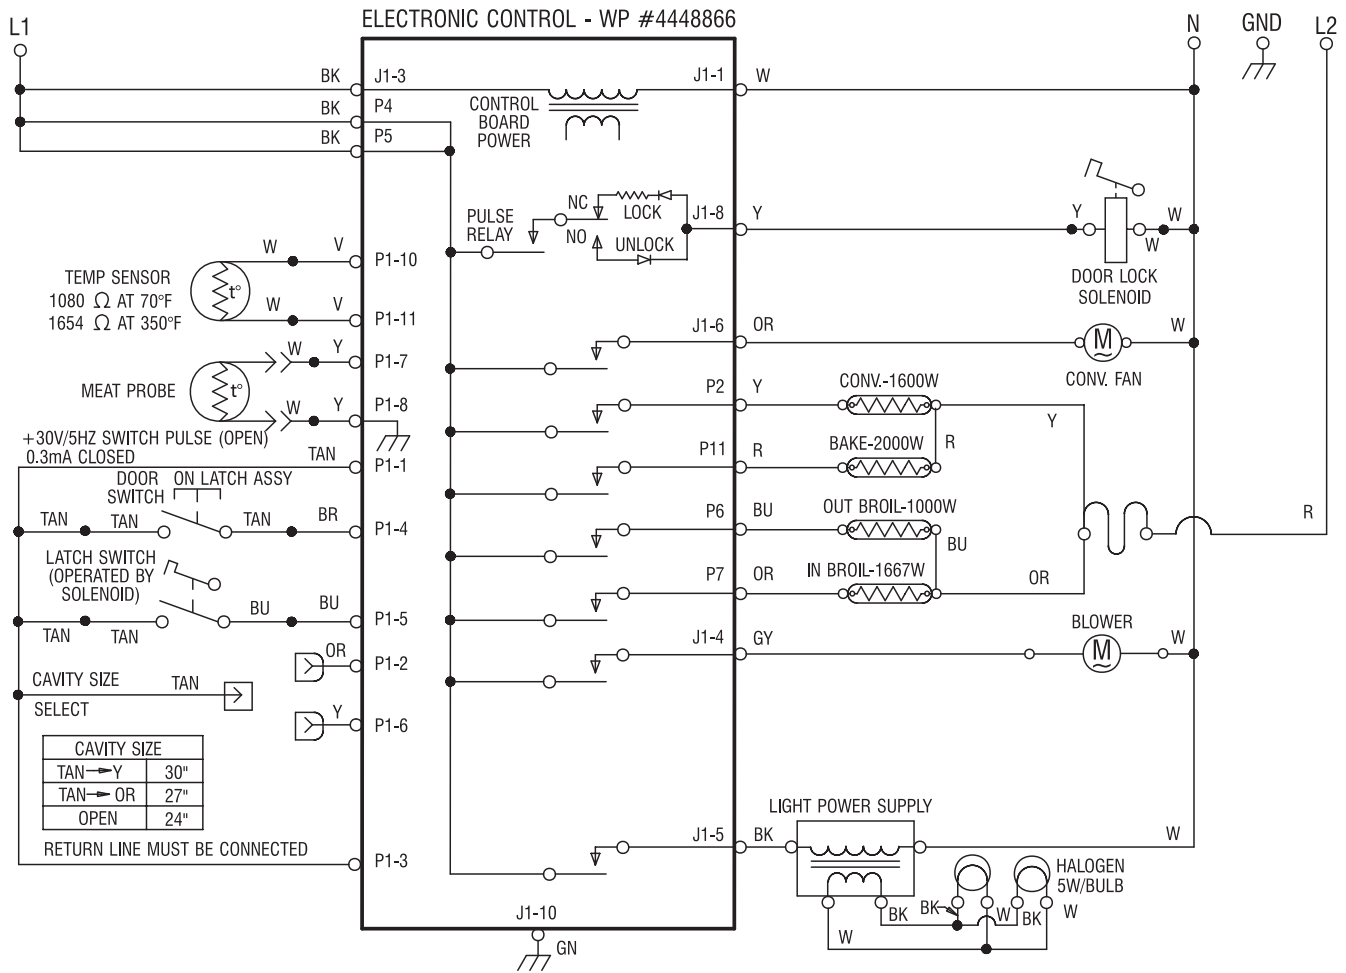 ELECTRONIC CONTROL - WP #4448866
L1
N
GND
L2
BK
J1-3
J1-1
W
BK
P4
CONTROL
BOARD
POWER
BK
P5
PULSE
RELAY
NC
LOCK
NO
UNLOCK
J1-8
Y
Y
W
W
DOOR LOCK
SOLENOID
TEMP SENSOR
1080 Ω AT 70°F
1654 Ω AT 350°F
t°
W
V
P1-10
W
V
P1-11
J1-6
OR
M
~
W
CONV. FAN
MEAT PROBE
t°
W
Y
P1-7
W
Y
P1-8
P2
Y
CONV.-1600W
Y
R
P11
R
BAKE-2000W
+30V/5HZ SWITCH PULSE (OPEN)
0.3mA CLOSED
TAN
P1-1
DOOR
SWITCH
ON LATCH ASSY
TAN
TAN
TAN
BR
P1-4
P6
BU
OUT BROIL-1000W
BU
R
LATCH SWITCH
(OPERATED BY
SOLENOID)
TAN
TAN
BU
BU
P1-5
P7
OR
IN BROIL-1667W
OR
OR
P1-2
J1-4
GY
BLOWER
M
~
W
CAVITY SIZE
SELECT
TAN
Y
P1-6
CAVITY SIZE
TAN→Y 30"
TAN→OR 27"
OPEN 24"
RETURN LINE MUST BE CONNECTED
P1-3
J1-5
BK
LIGHT POWER SUPPLY
W
HALOGEN
5W/BULB
BK
BK
W
BK
W
W
J1-10
GN